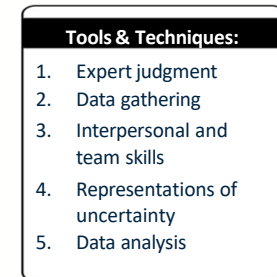 Tools & Techniques:
1. Expert judgment
2. Data gathering
3. Interpersonal and
team skills
4. Representations of
uncertainty
5. Data analysis